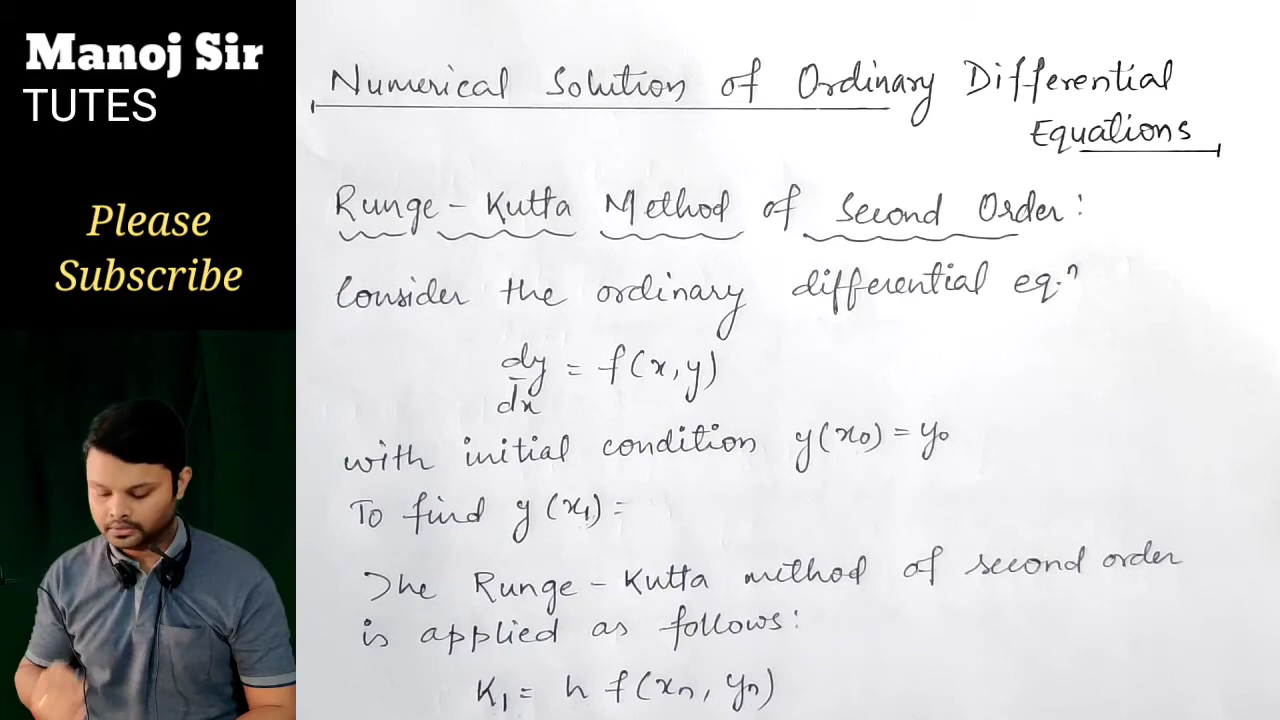 Manoj Sir
TUTES
Please
Subscribe
Numerical Solution of Ordinary Differential
Equations
Runge - Kutta Method of Second Order:
Consider the ordinary differential eq.n
dy/dx = f(x,y)
with initial condition y(x0) = y0
To find y(x1) =
The Runge - Kutta method of second order
is applied as follows:
K1 = h f(xn, yn)